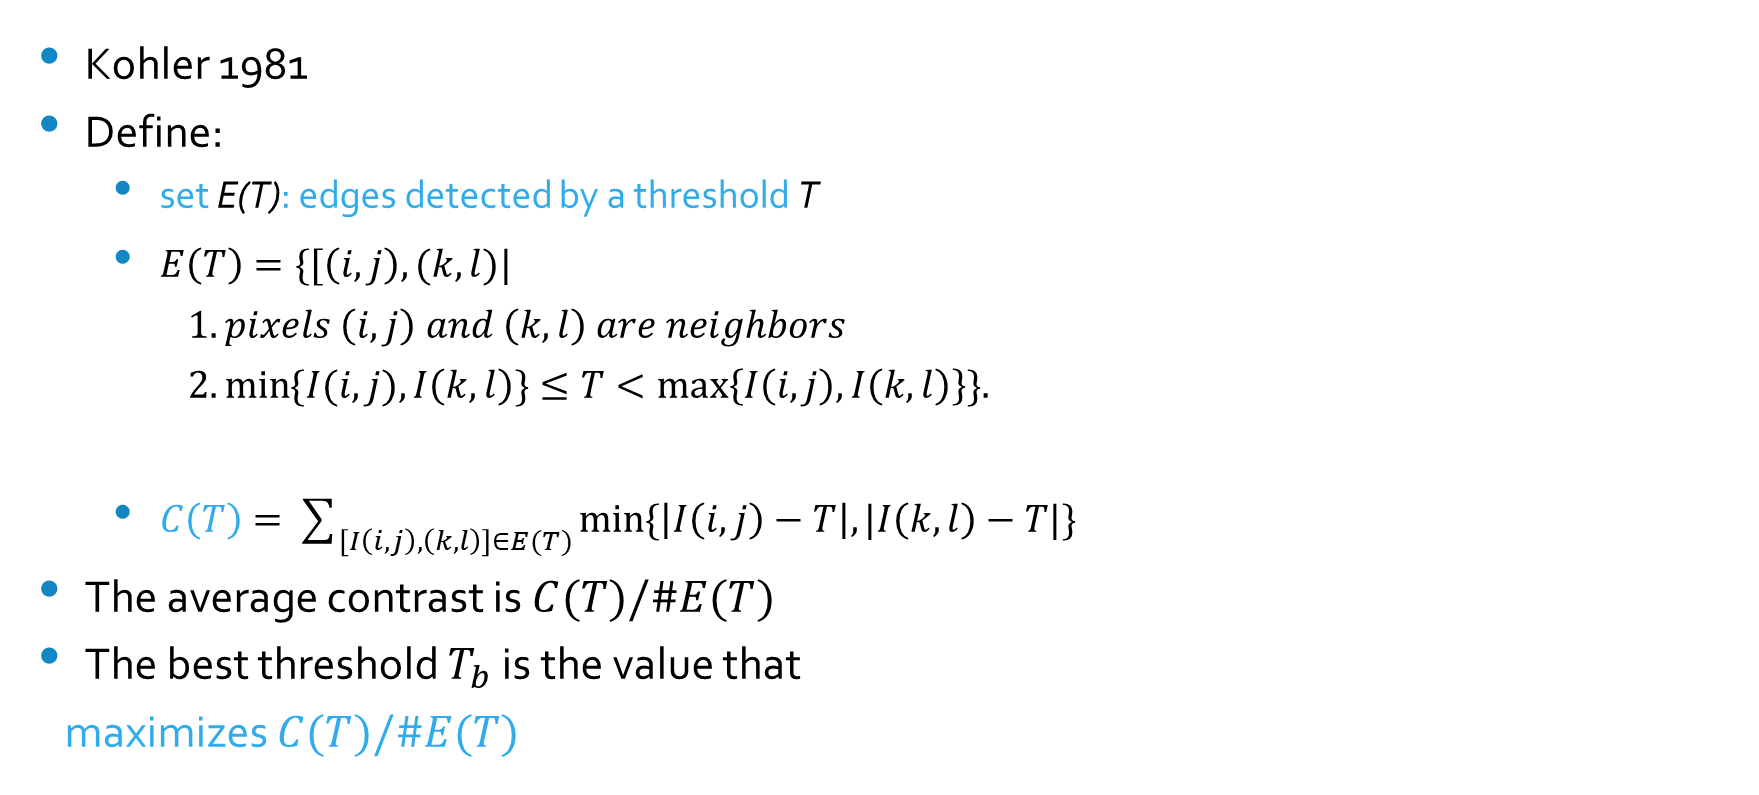 • Kohler 1981
• Define:
• set E(T): edges detected by a threshold T
• E(T) = {[(i, j), (k, l)|
1. pixels (i, j) and (k, l) are neighbors
2. min{I(i, j), I(k, l)} ≤ T < max{I(i, j), I(k, l)}}.
• C(T) = ∑[I(i,j),(k,l)]∈E(T) min{|I(i, j) − T|, |I(k, l) − T|}
• The average contrast is C(T)/#E(T)
• The best threshold T_b is the value that
maximizes C(T)/#E(T)